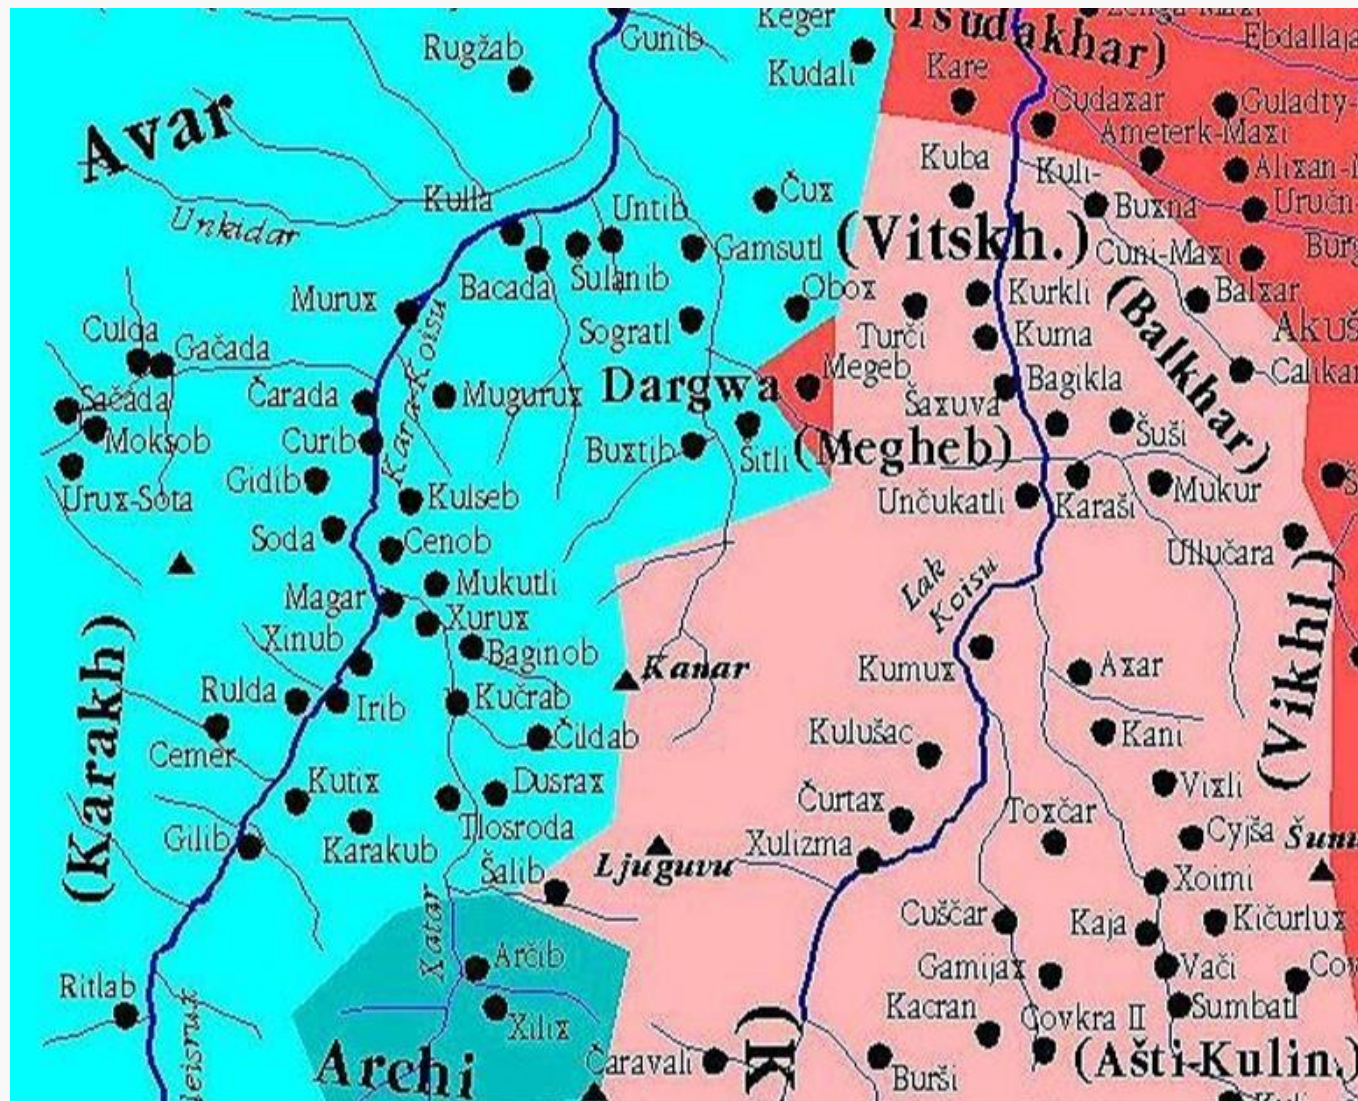 Keger
Gunib
Rugžab
Kudali
(Tsudakhar)
Ebdallaja
Kare
Cudaxar
Guladty-
Ameterk-Maxi
Avar
Kuba
Kuli-
Alixan-
Čux
Kulla
Untib
Buxna
Uručn-
Unkidar
(Vitskh.)
Gamsutl
Cuni-Maxi
Burg
Bacada
Šulanib
Obox
Kurkli
Balxar
Murux
Culda
Gačada
Sogratl
Turči
Kuma
(Balkhar)
Akuš
Kara-Koisu
Megeb
Calikan
Sačada
Čarada
Mugurux
Dargwa
Šaxuva
Bagikla
Moksob
Curib
Buxtib
Šitli
(Megheb)
Šuši
Urux-Sota
Gidib
Kulseb
Unčukatli
Karaši
Mukur
Soda
Cenob
Ullučara
Magar
Mukutli
Lak
Koisu
Xurux
Xinub
Baginob
Kanar
Kumux
Axar
(Karakh)
Rulda
Irib
Kučrab
(Vikhl.)
Cemer
Čildab
Kulušac
Kani
Kutix
Dusrax
Čurtax
Vixli
Toxčar
Gilib
Karakub
Tlosroda
Xulizma
Cyjša
Šunu
Šalib
Ljuguvu
Xoimi
Xatar
Cuščar
Kaja
Kičurlux
Arčib
Gamijax
Vači
Cov
Ritlab
Xilix
Kacran
Covkra II
Sumbatl
Archi
Čaravali
(K
Burši
(Ašti-Kulin.)